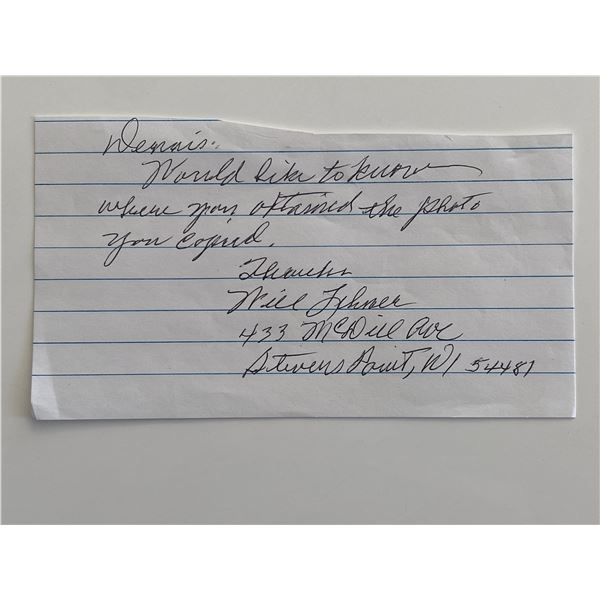 Dennis:
Would like to know
where you obtained the photo
you copied.
Thanks
Will Lehner
433 McDill Ave
Stevens Point, WI 54481